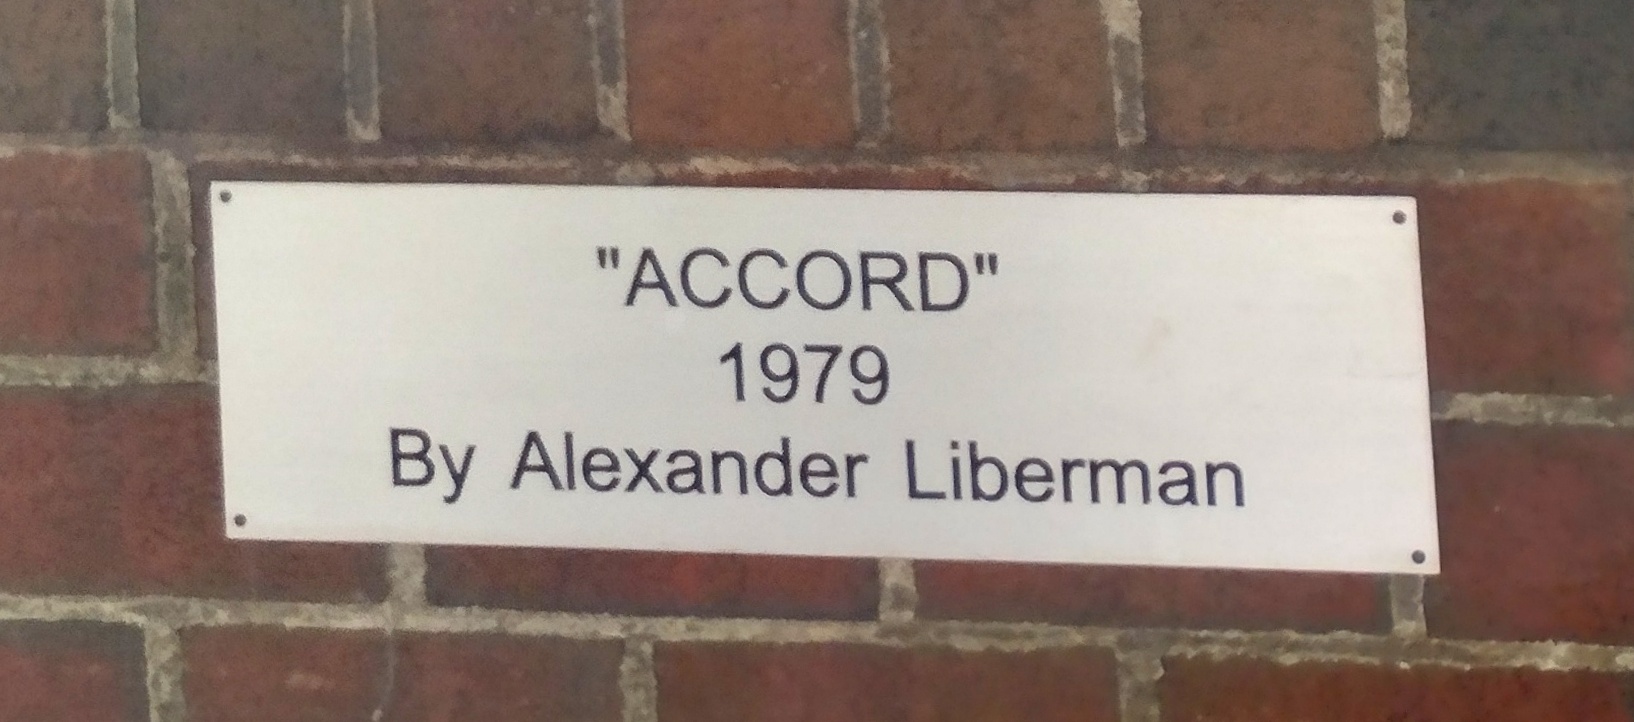 "ACCORD"
1979
By Alexander Liberman